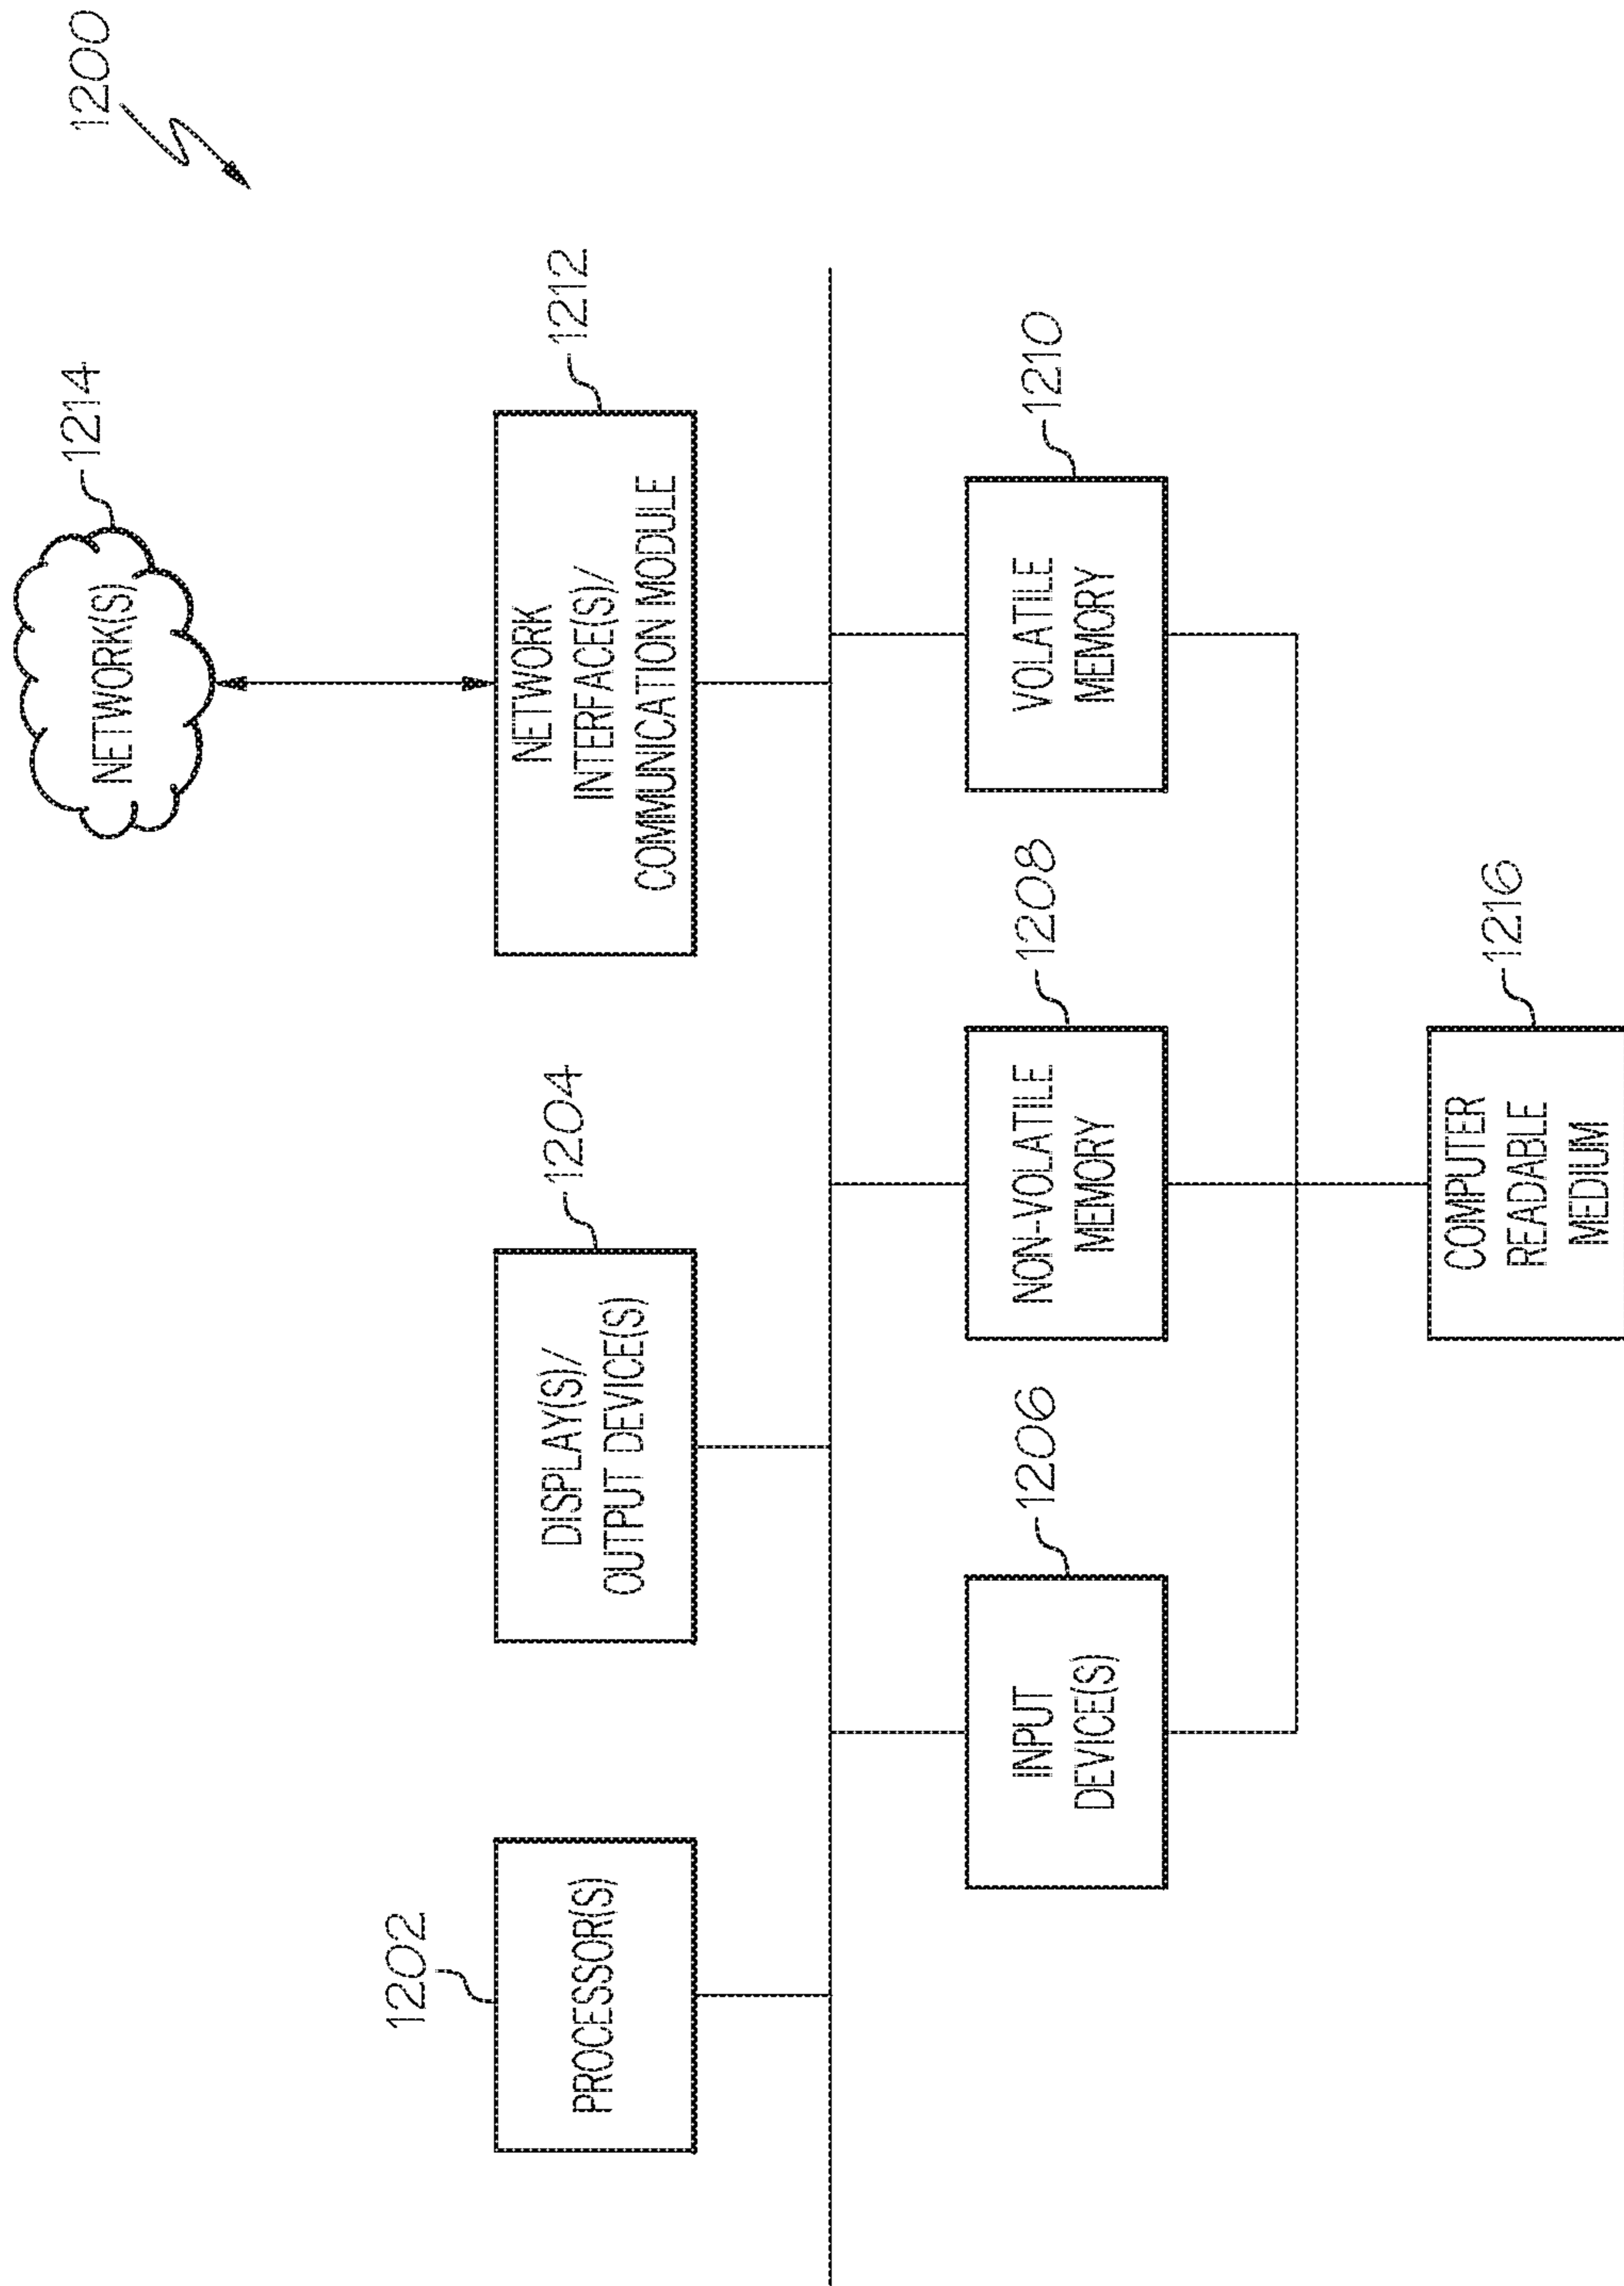 1200
NETWORK(S)
1214
1202
PROCESSOR(S)
DISPLAY(S)/
OUTPUT DEVICE(S)
1204
NETWORK
INTERFACE(S)/
COMMUNICATION MODULE
1212
INPUT
DEVICE(S)
1206
NON-VOLATILE
MEMORY
1208
VOLATILE
MEMORY
1210
COMPUTER
READABLE
MEDIUM
1216